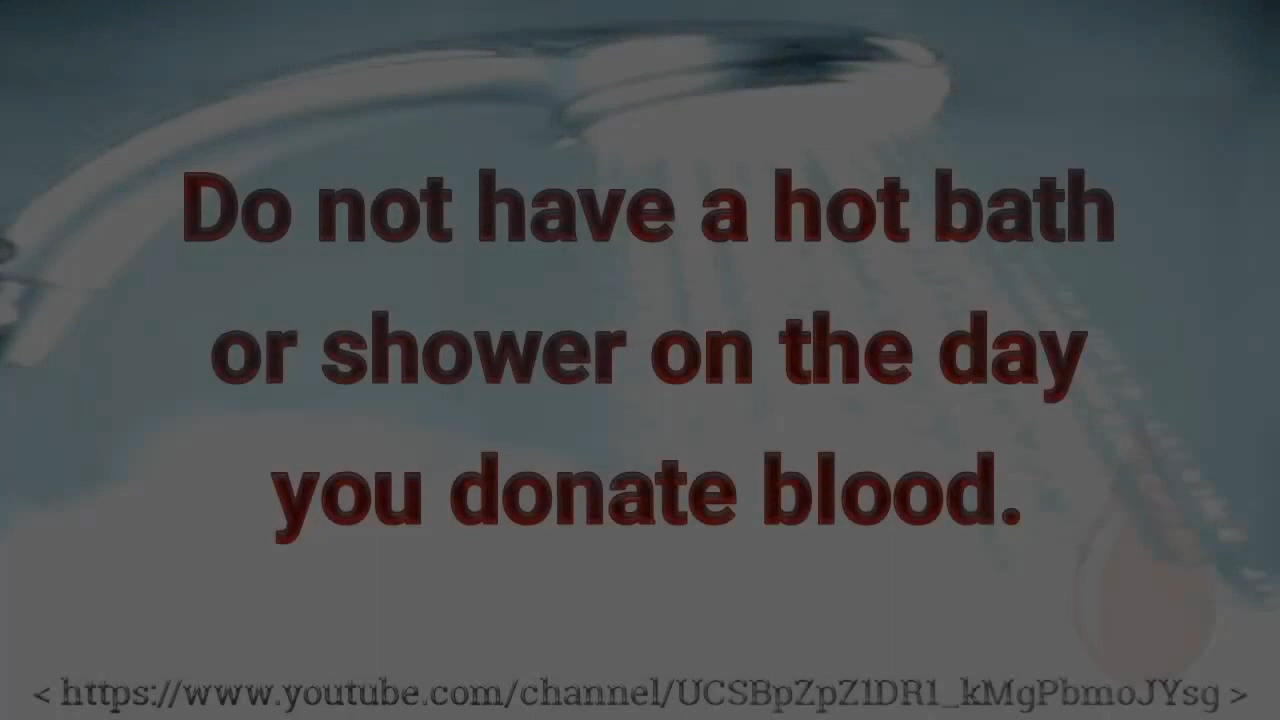 Do not have a hot bath
or shower on the day
you donate blood.
< https://www.youtube.com/channel/UCSBpZpZ1DR1_kMgPbmoJYsg >